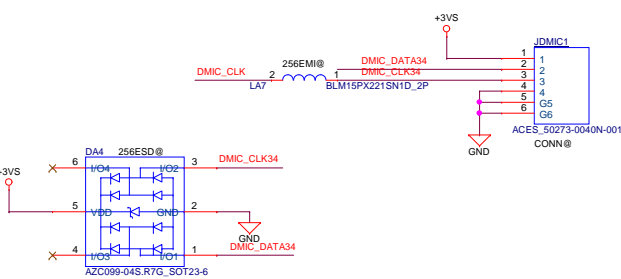 +3VS
JDMIC1
256EMI@
DMIC_DATA34
1 1
DMIC_CLK
2 1
DMIC_CLK34
2 2
3 3
LA7
BLM15PX221SN1D_2P
4 4
5 G5
6 G6
ACES_50273-0040N-001
GND
CONN@
DA4 256ESD@
+3VS
6 I/O4 I/O2 3 DMIC_CLK34
5 VDD GND 2
GND
4 I/O3 I/O1 1 DMIC_DATA34
AZC099-04S.R7G_SOT23-6